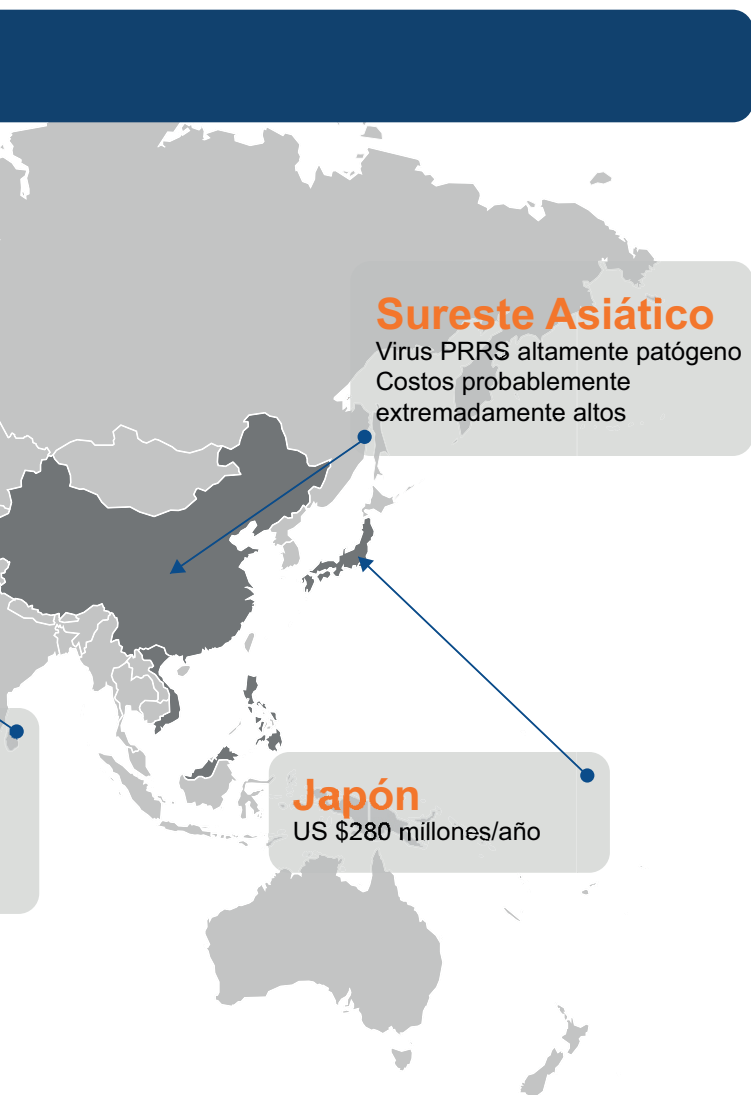 Sureste Asiático
Virus PRRS altamente patógeno
Costos probablemente
extremadamente altos
Japón
US $280 millones/año